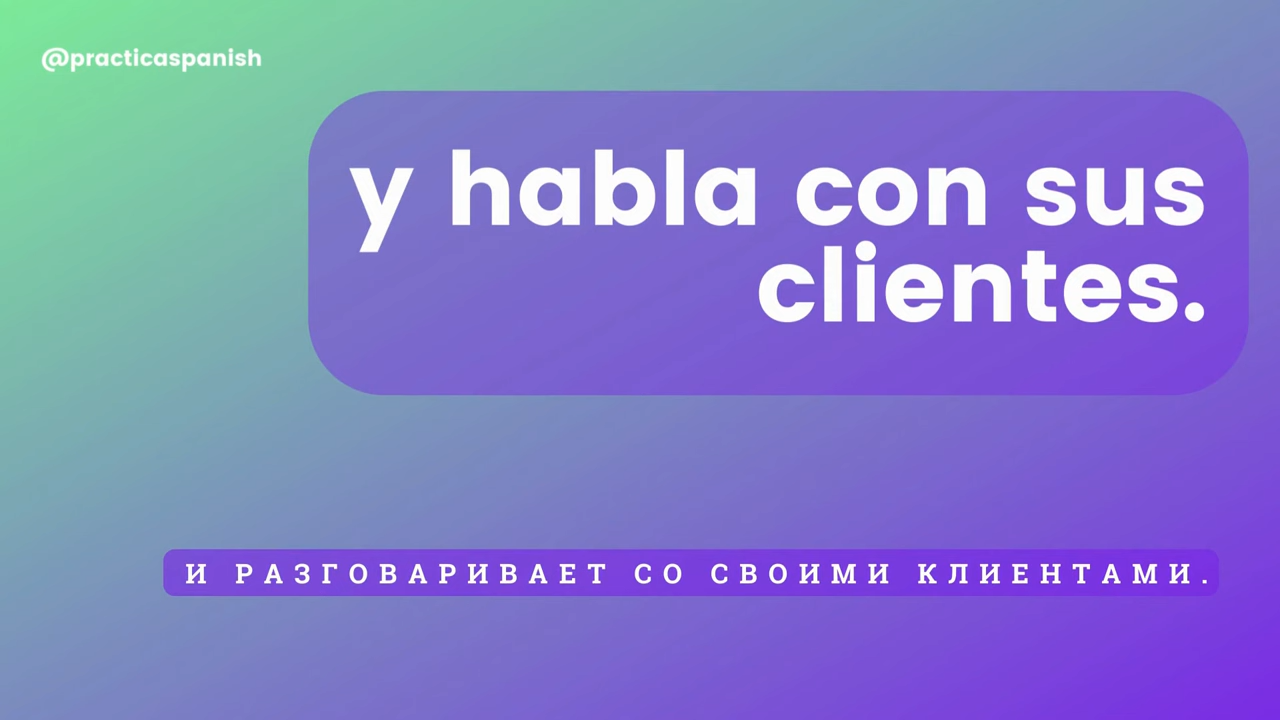 @practicaspanish
y habla con sus
clientes.
И РАЗГОВАРИВАЕТ СО СВОИМИ КЛИЕНТАМИ.